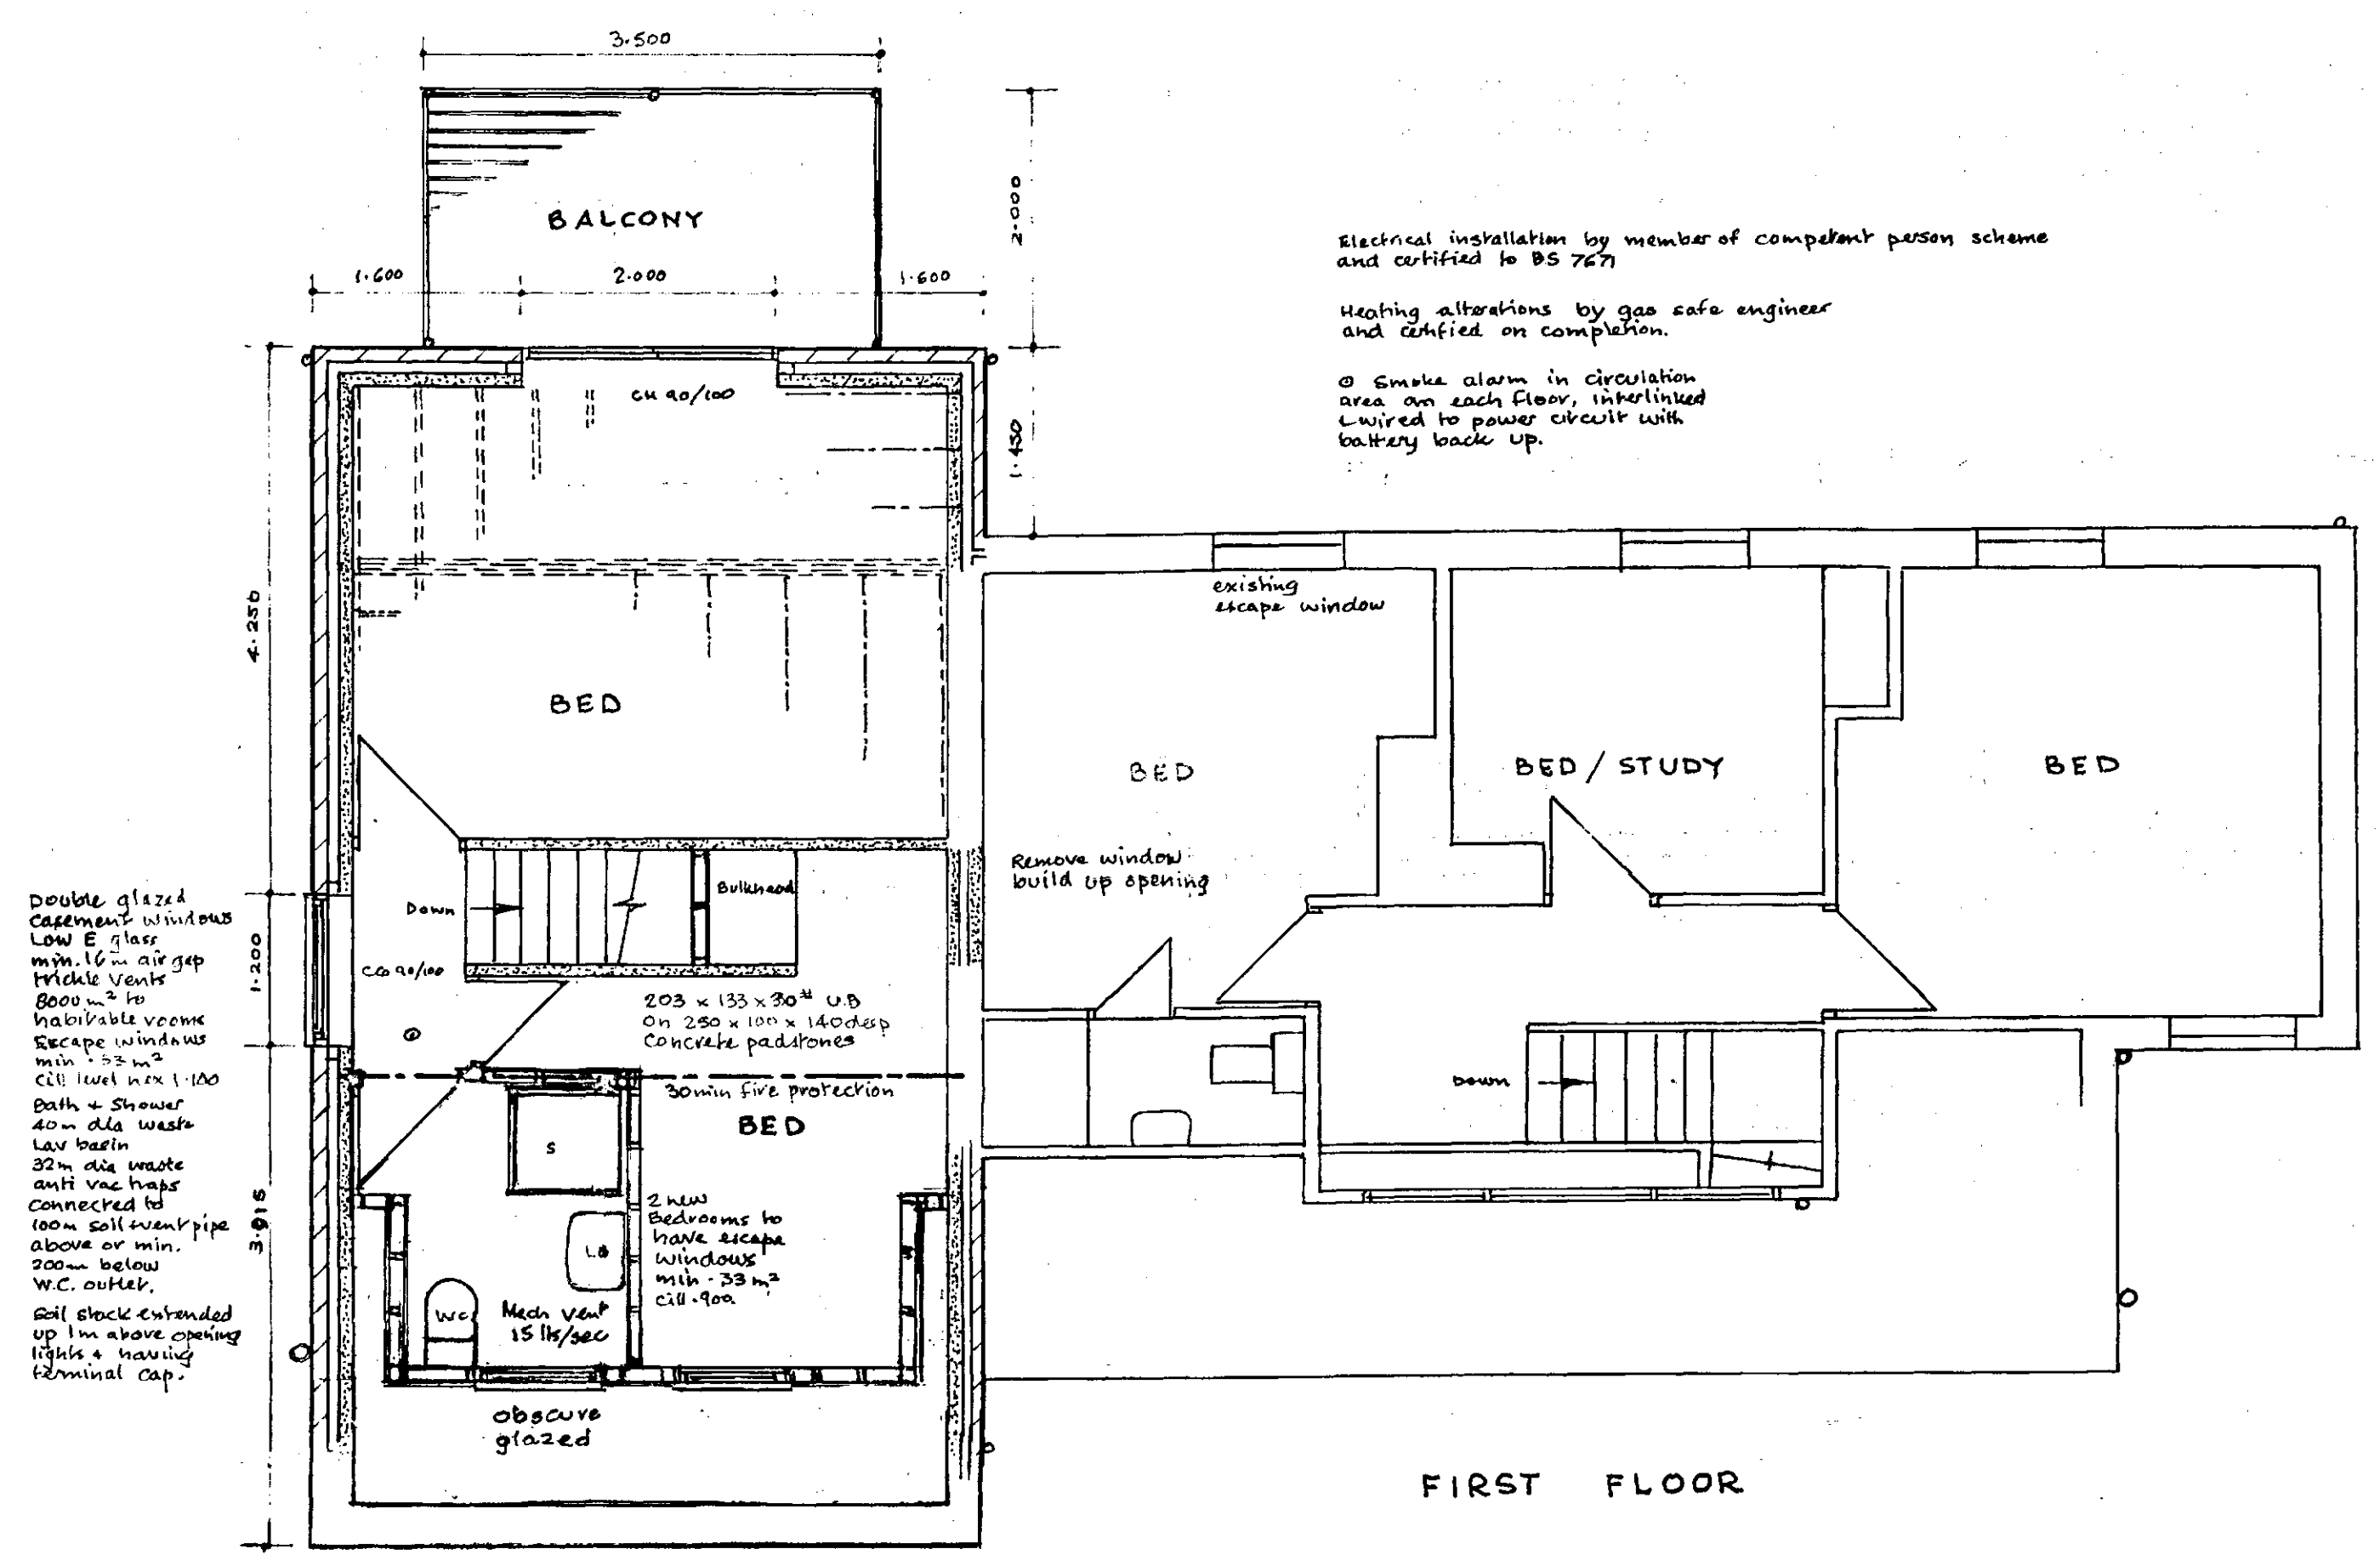 3.500
BALCONY
2.000
1.600
2.000
1.600
Electrical installation by member of competent person scheme
and certified to BS 7671
Heating alterations by gas safe engineer
and certified on completion.
Smoke alarm in circulation
area on each floor, interlinked
& wired to power circuit with
battery back up.
CH 90/100
1.450
4.250
existing
escape window
BED
BED
BED / STUDY
BED
Remove window
build up opening
Bulkhead
Down
90/100
1.200
Double glazed
casement windows
Low E glass
min. 16m air gap
trickle vents
8000 m² to
habitable rooms
Escape windows
min .33 m²
cill level max 1.100
Bath + Shower
40m dia waste
Lav basin
32m dia waste
anti vac traps
connected to
100m soil & vent pipe
above or min.
200m below
W.C. outlet.
Soil stack extended
up 1m above opening
lights & having
terminal cap.
203 x 133 x 30# U.B
On 250 x 100 x 140 deep
Concrete padstones
30min fire protection
BED
S
3.915
2 new
Bedrooms to
have escape
windows
min .33 m²
cill .900
LB
WC
Mech vent
15 lts/sec
Down
obscure
glazed
FIRST FLOOR